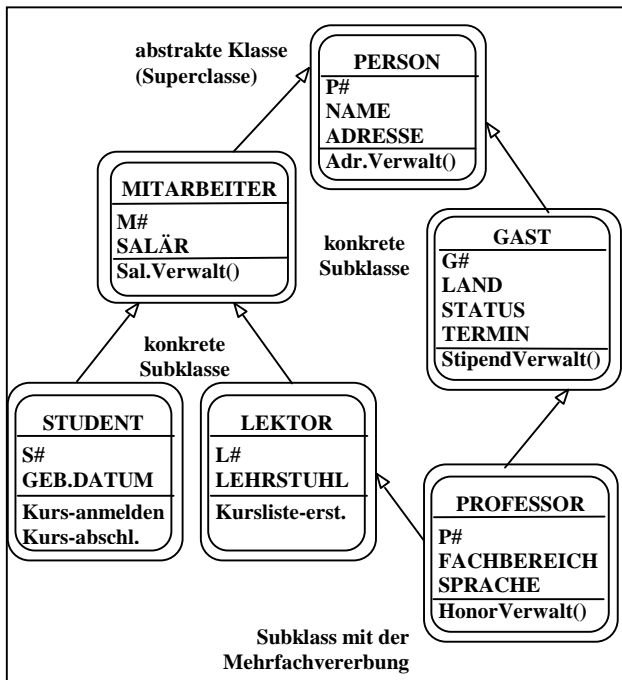 abstrakte Klasse
(Superclasse)
PERSON
P#
NAME
ADRESSE
Adr.Verwalt()
MITARBEITER
M#
SALÄR
Sal.Verwalt()
konkrete
Subklasse
GAST
G#
LAND
STATUS
TERMIN
StipendVerwalt()
konkrete
Subklasse
STUDENT
S#
GEB.DATUM
Kurs-anmelden
Kurs-abschl.
LEKTOR
L#
LEHRSTUHL
Kursliste-erst.
PROFESSOR
P#
FACHBEREICH
SPRACHE
HonorVerwalt()
Subklass mit der
Mehrfachvererbung